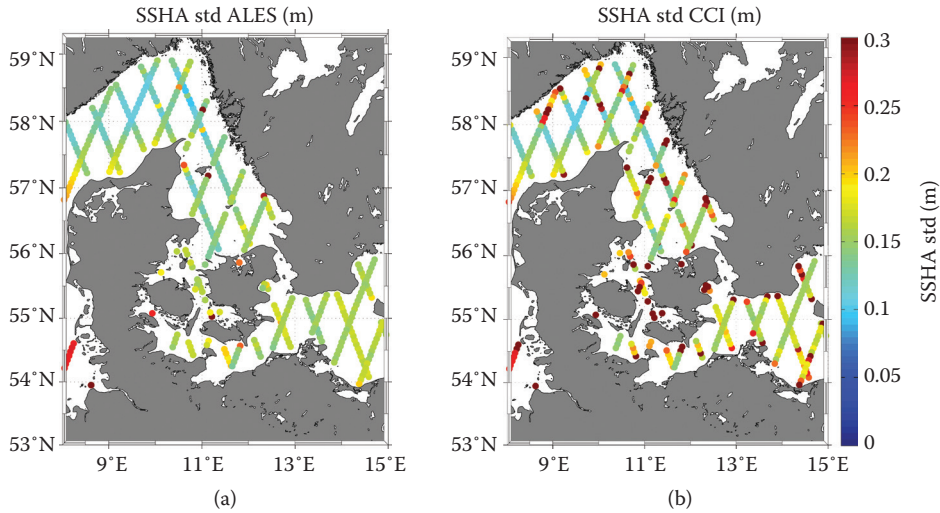 SSHA std ALES (m)
59°N
58°N
57°N
56°N
55°N
54°N
53°N
9°E
11°E
13°E
15°E
(a)
SSHA std CCI (m)
59°N
58°N
57°N
56°N
55°N
54°N
53°N
9°E
11°E
13°E
15°E
(b)
0.3
0.25
0.2
0.15
0.1
0.05
0
SSHA std (m)